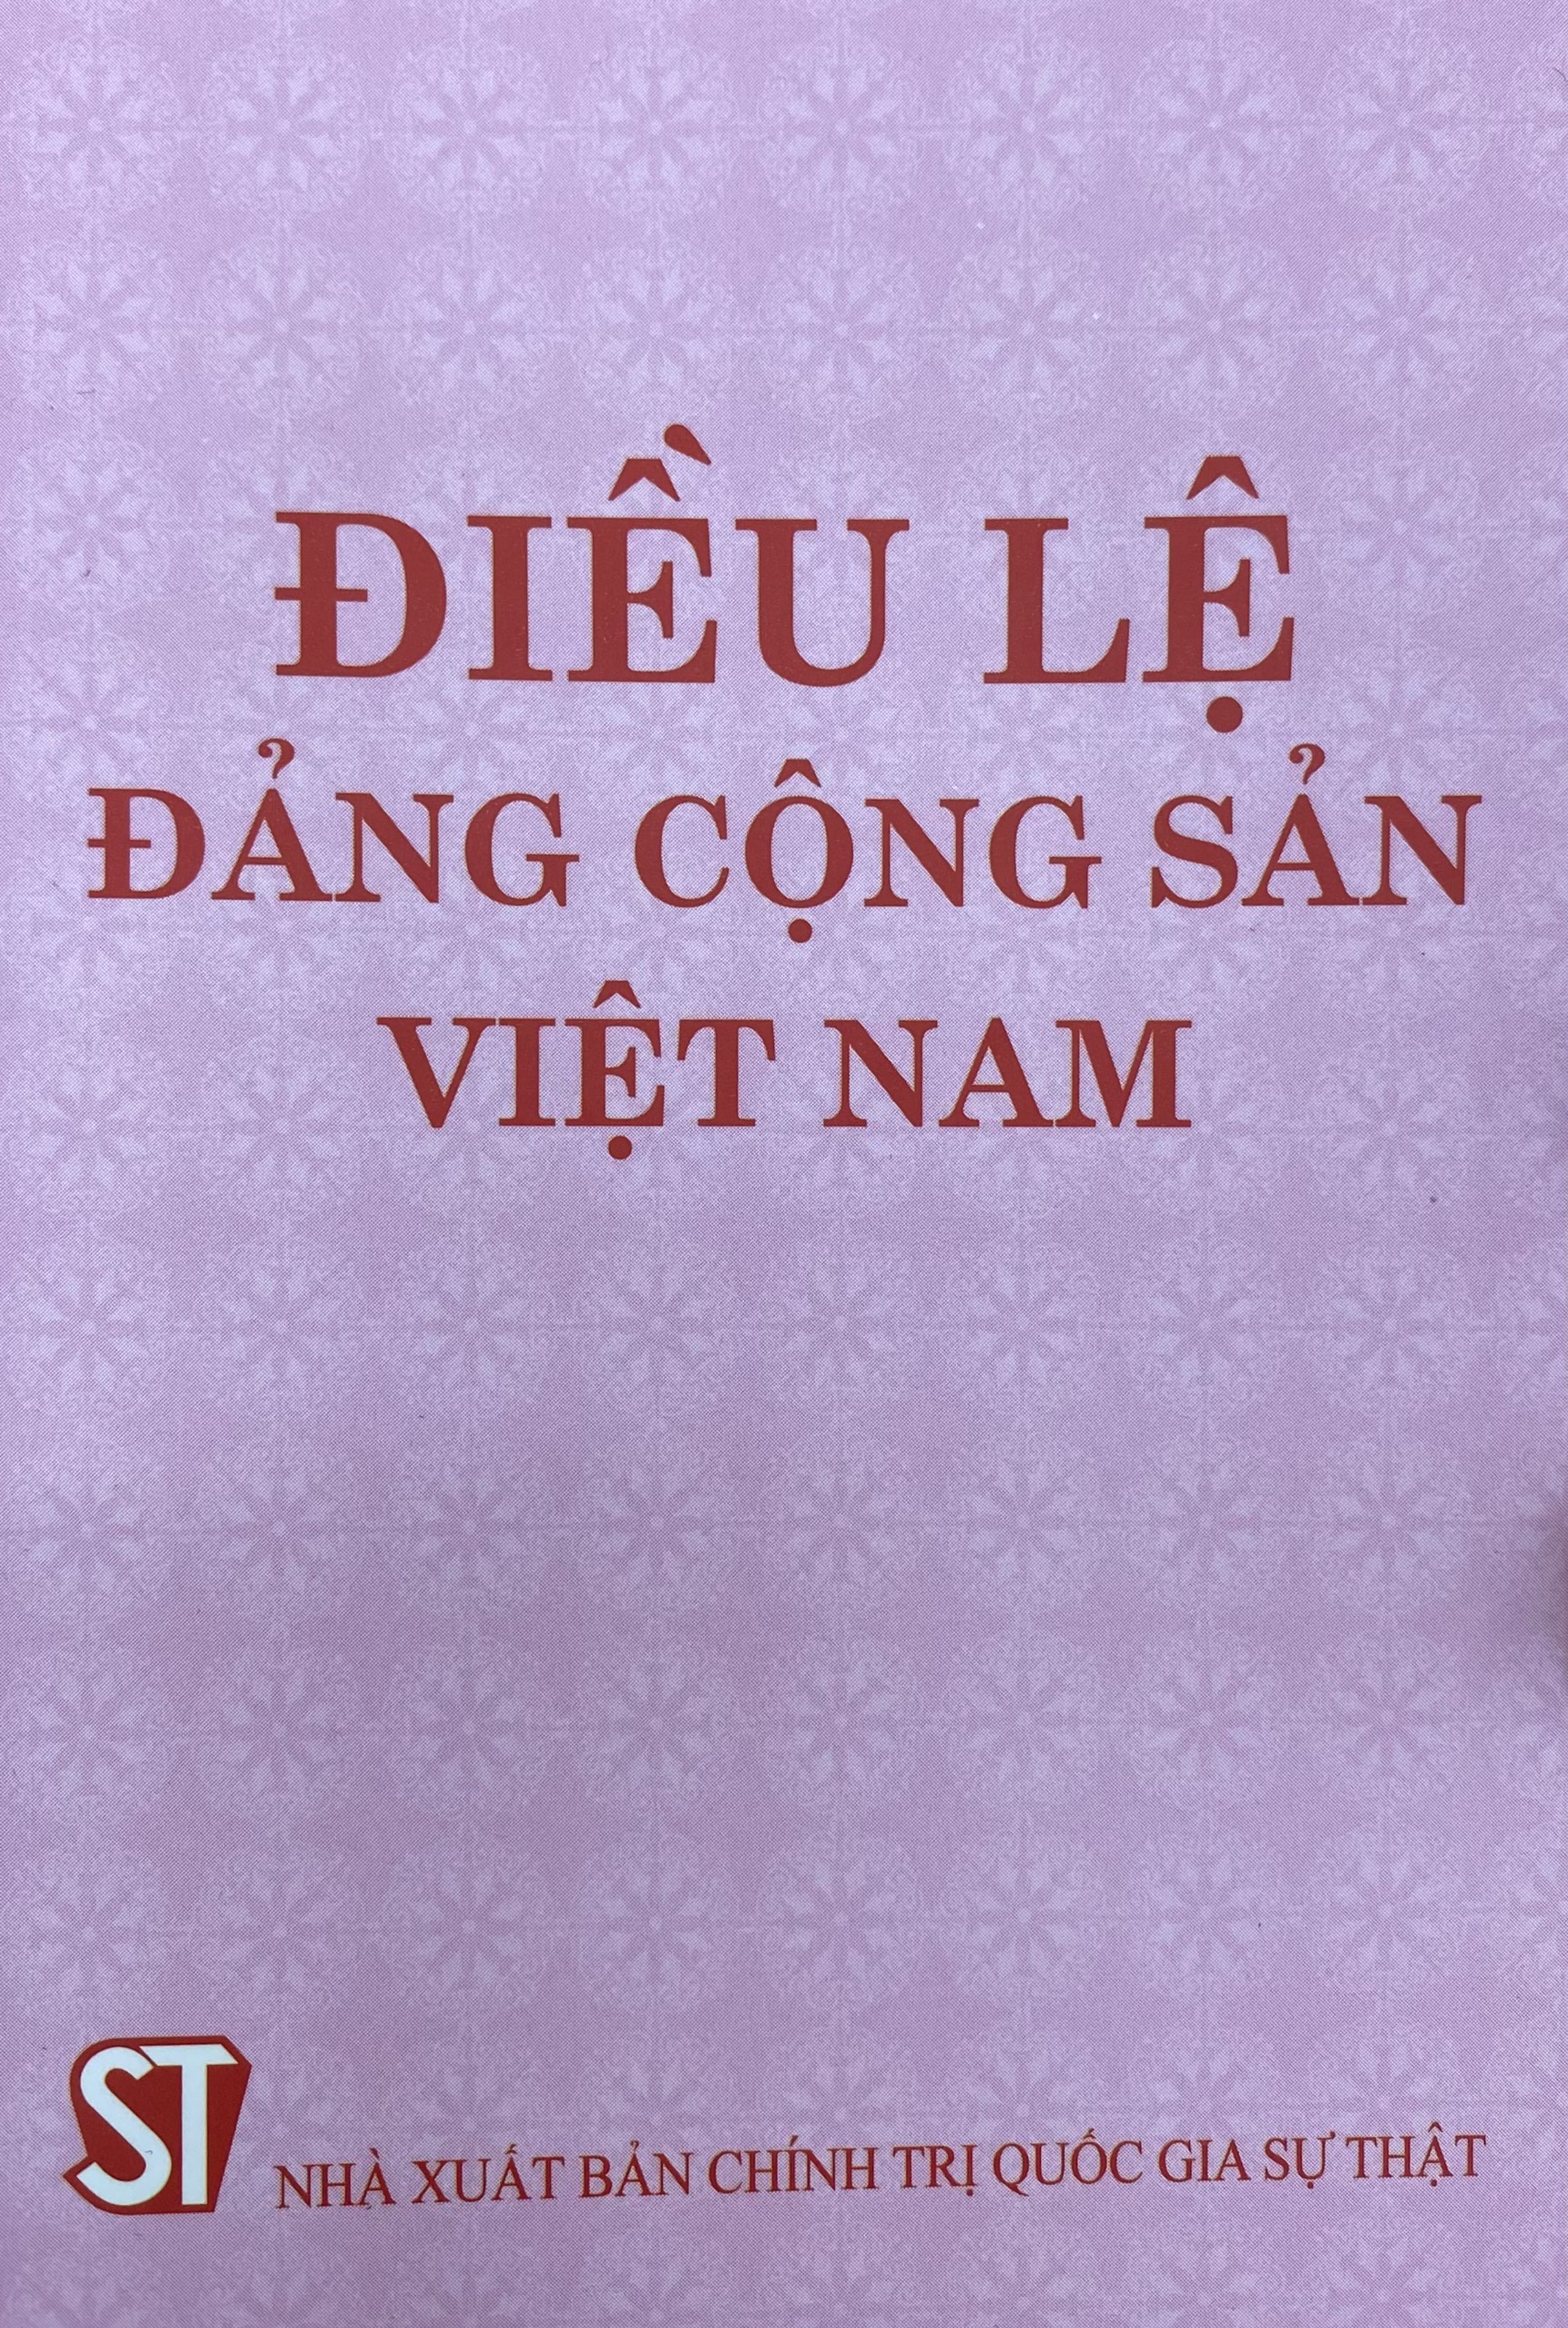 ĐIỀU LỆ
ĐẢNG CỘNG SẢN
VIỆT NAM
ST
NHÀ XUẤT BẢN CHÍNH TRỊ QUỐC GIA SỰ THẬT